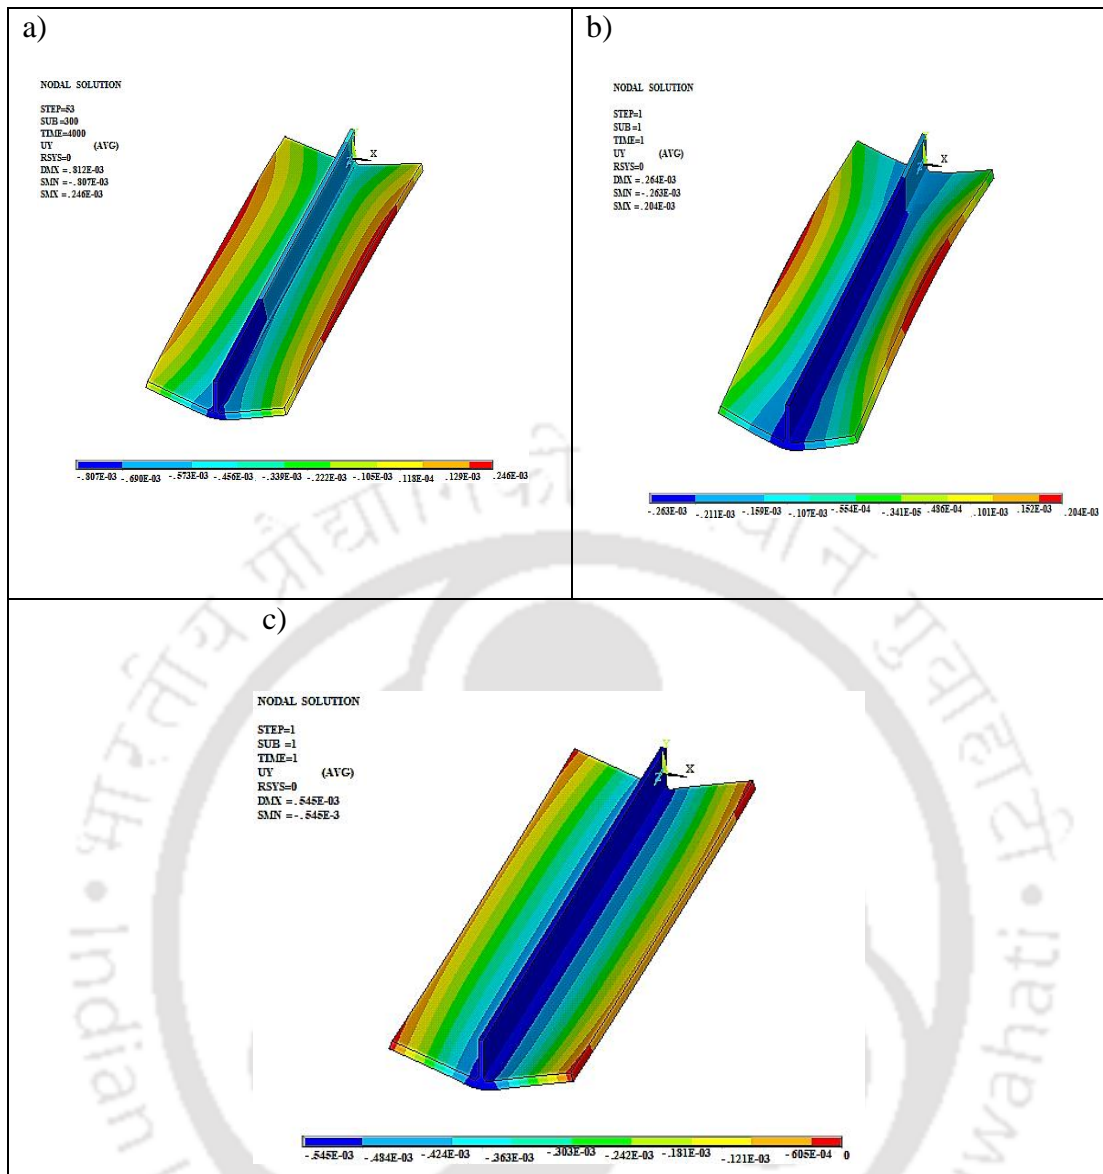 a)
NODAL SOLUTION
STEP=53
SUB =300
TIME=4000
UY (AVG)
RSYS=0
DMX =.812E-03
SMN =-.807E-03
SMX =.246E-03
X
-.807E-03 -.690E-03 -.573E-03 -.456E-03 -.339E-03 -.222E-03 -.105E-03 .118E-04 .129E-03 .246E-03
b)
NODAL SOLUTION
STEP=1
SUB =1
TIME=1
UY (AVG)
RSYS=0
DMX =.264E-03
SMN =-.263E-03
SMX =.204E-03
X
-.263E-03 -.211E-03 -.159E-03 -.107E-03 -.554E-04 -.341E-05 .486E-04 .101E-03 .152E-03 .204E-03
c)
NODAL SOLUTION
STEP=1
SUB =1
TIME=1
UY (AVG)
RSYS=0
DMX =.545E-03
SMN =-.545E-3
X
-.545E-03 -.484E-03 -.424E-03 -.363E-03 -.303E-03 -.242E-03 -.181E-03 -.121E-03 -.605E-04 0
Indian
wahati